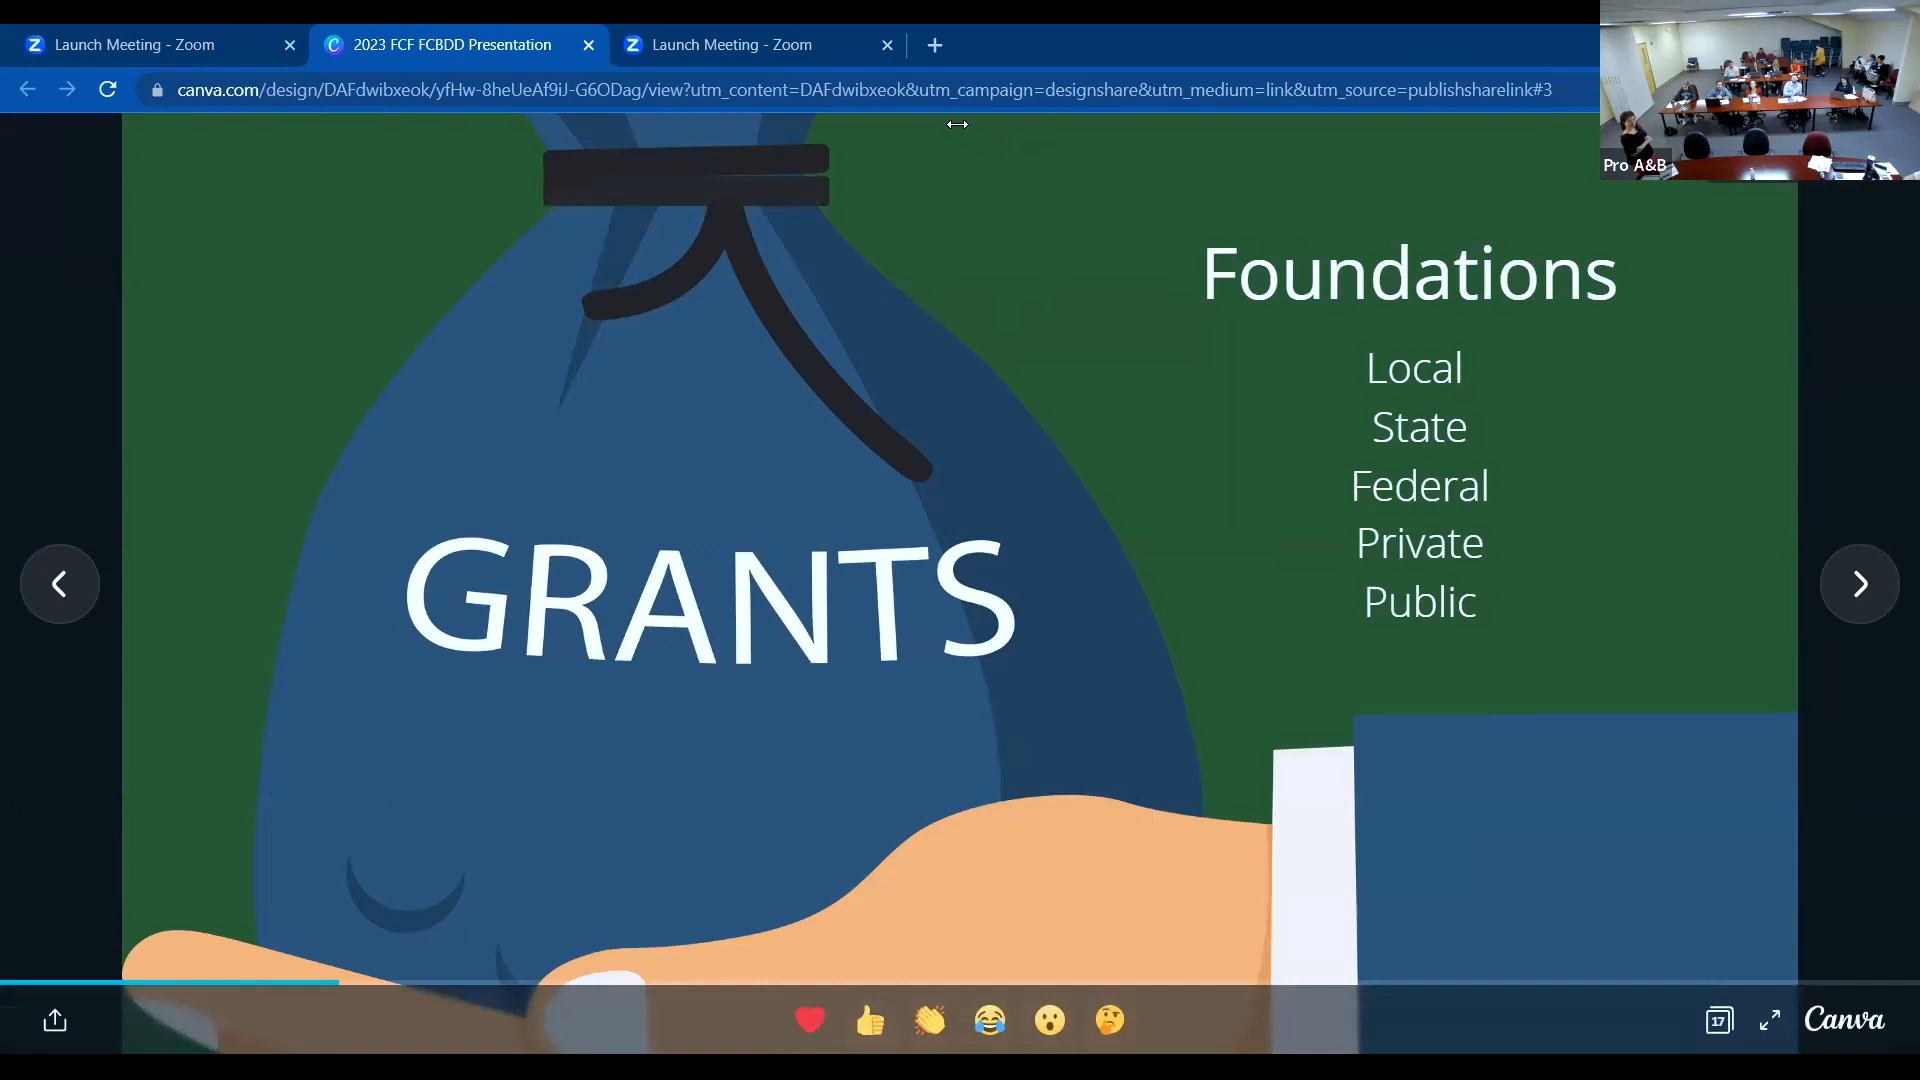 Launch Meeting - Zoom
2023 FCF FCBDD Presentation
Launch Meeting - Zoom
canva.com/design/DAFdwibxeok/yfHw-8heUeAf9iJ-G6ODag/view?utm_content=DAFdwibxeok&utm_campaign=designshare&utm_medium=link&utm_source=publishsharelink#3
Pro A&B
Foundations
Local
State
Federal
Private
Public
GRANTS
17
Canva